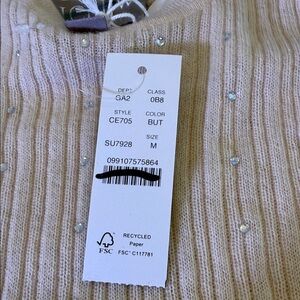 DEPT CLASS
GA2 0B8
STYLE COLOR
CE705 BUT
SIZE
SU7928 M
099107575864
RECYCLED
Paper
FSC
FSC® C117781